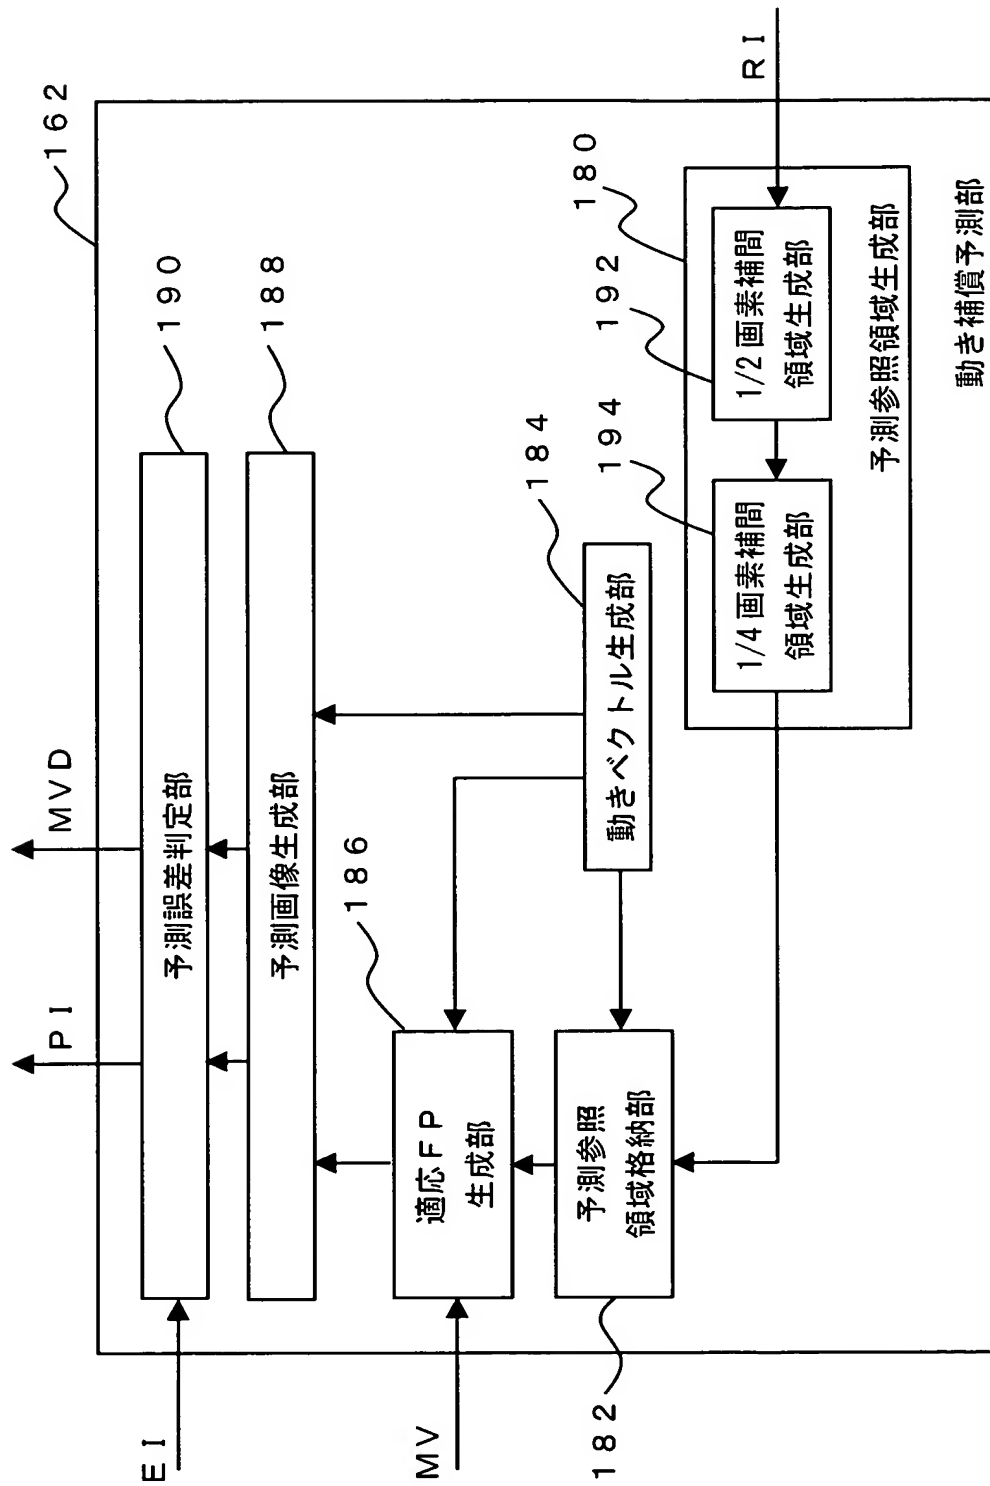 PI
MVD
162
EI
予測誤差判定部
190
予測画像生成部
188
186
MV
適応FP
生成部
184
動きベクトル生成部
予測参照
領域格納部
182
194
192
180
1/4画素補間
領域生成部
1/2画素補間
領域生成部
RI
予測参照領域生成部
動き補償予測部